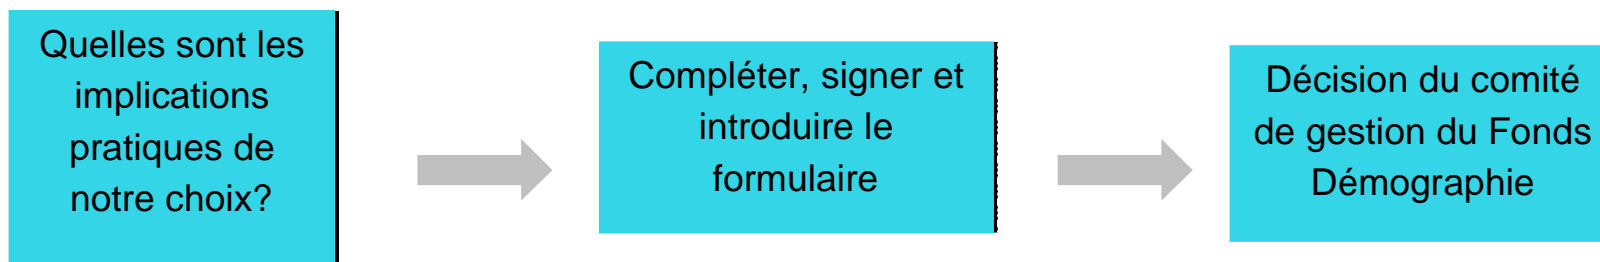 Quelles sont les
implications
pratiques de
notre choix?
Compléter, signer et
introduire le
formulaire
Décision du comité
de gestion du Fonds
Démographie